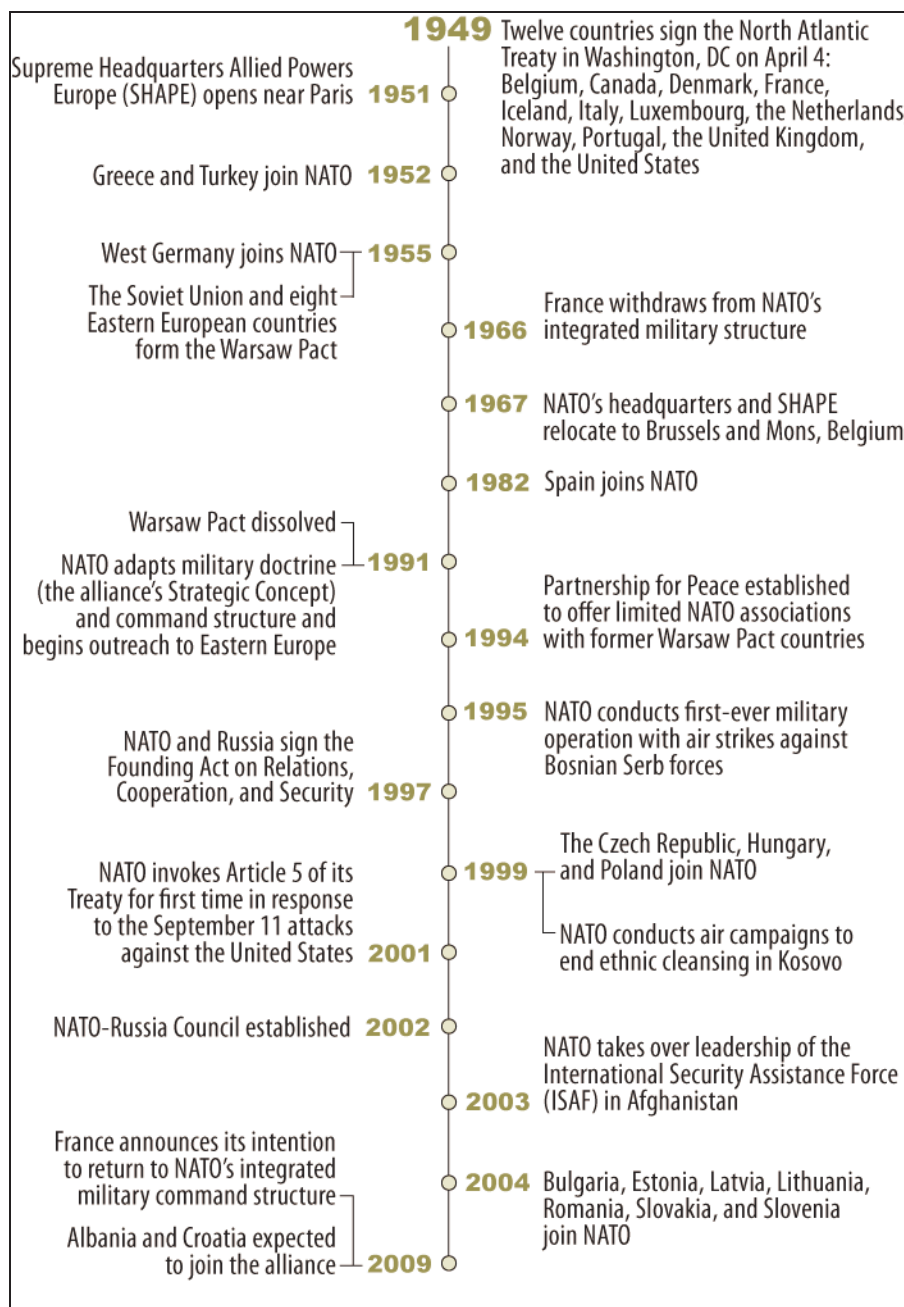 1949 Twelve countries sign the North Atlantic
Treaty in Washington, DC on April 4:
Belgium, Canada, Denmark, France,
Iceland, Italy, Luxembourg, the Netherlands
Norway, Portugal, the United Kingdom,
and the United States
Supreme Headquarters Allied Powers
Europe (SHAPE) opens near Paris 1951
Greece and Turkey join NATO 1952
West Germany joins NATO 1955
The Soviet Union and eight
Eastern European countries
form the Warsaw Pact
France withdraws from NATO's
1966 integrated military structure
1967 NATO's headquarters and SHAPE
relocate to Brussels and Mons, Belgium
1982 Spain joins NATO
Warsaw Pact dissolved
1991
NATO adapts military doctrine
(the alliance's Strategic Concept)
and command structure and
begins outreach to Eastern Europe
Partnership for Peace established
to offer limited NATO associations
1994 with former Warsaw Pact countries
1995 NATO conducts first-ever military
operation with air strikes against
Bosnian Serb forces
NATO and Russia sign the
Founding Act on Relations,
Cooperation, and Security 1997
The Czech Republic, Hungary,
1999 and Poland join NATO
NATO conducts air campaigns to
end ethnic cleansing in Kosovo
NATO invokes Article 5 of its
Treaty for first time in response
to the September 11 attacks
against the United States 2001
NATO-Russia Council established 2002
NATO takes over leadership of the
International Security Assistance Force
2003 (ISAF) in Afghanistan
2004 Bulgaria, Estonia, Latvia, Lithuania,
Romania, Slovakia, and Slovenia
join NATO
France announces its intention
to return to NATO's integrated
military command structure
Albania and Croatia expected
to join the alliance 2009